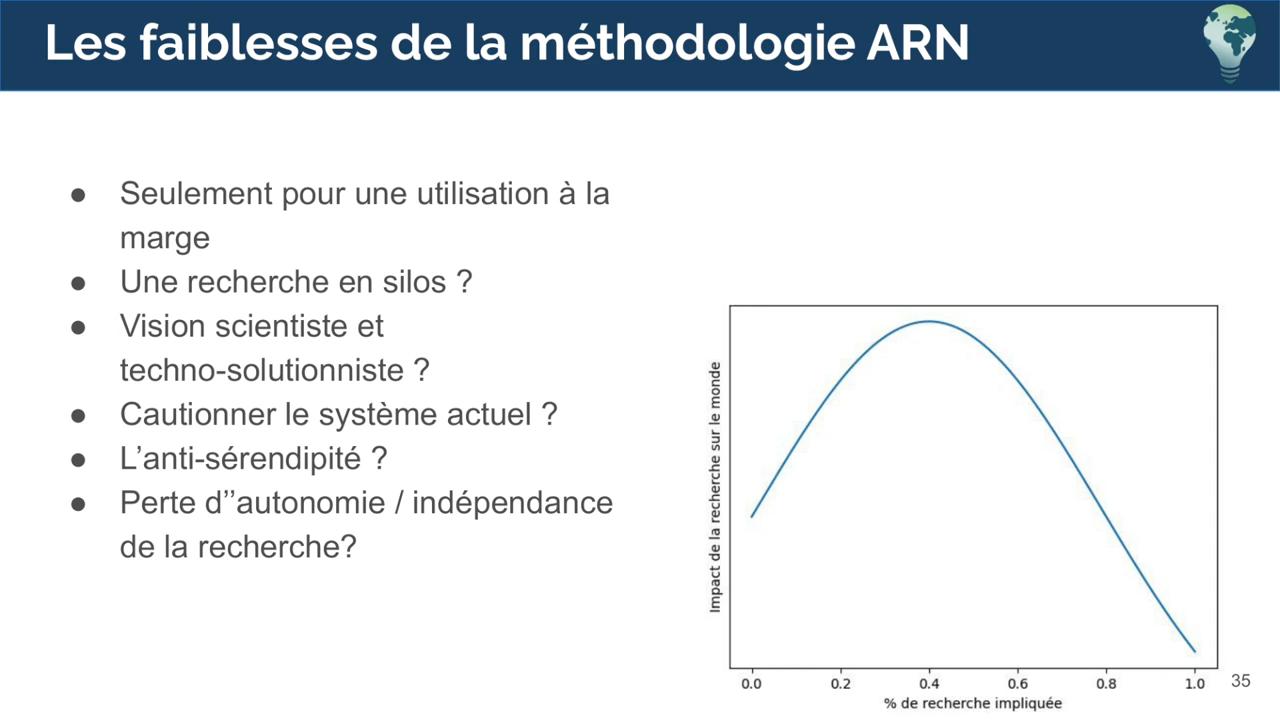 Les faiblesses de la méthodologie ARN
● Seulement pour une utilisation à la
marge
● Une recherche en silos ?
● Vision scientiste et
techno-solutionniste ?
● Cautionner le système actuel ?
● L’anti-sérendipité ?
● Perte d’’autonomie / indépendance
de la recherche?
Impact de la recherche sur le monde
0.0 0.2 0.4 0.6 0.8 1.0
% de recherche impliquée
35